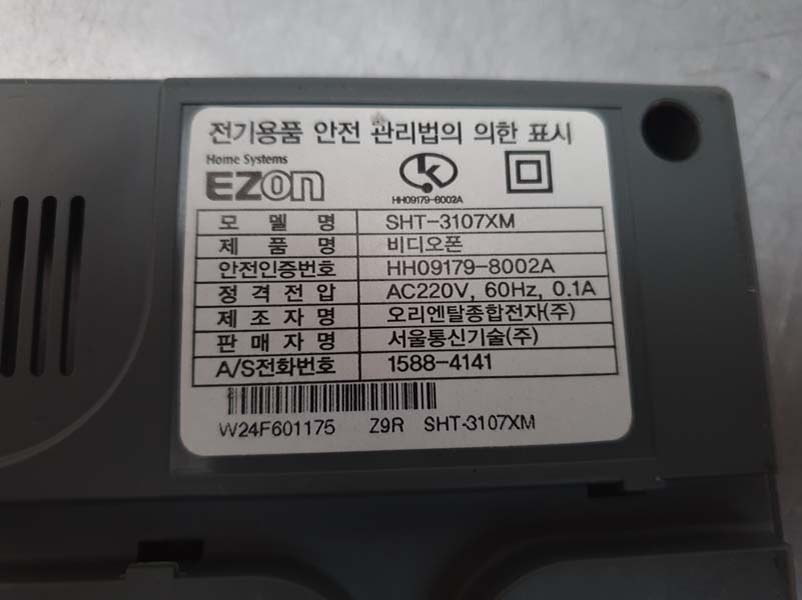 전기용품 안전 관리법의 의한 표시
Home Systems
EZON
HH09179-8002A
모 델 명 SHT-3107XM
제 품 명 비디오폰
안전인증번호 HH09179-8002A
정 격 전 압 AC220V, 60Hz, 0.1A
제 조 자 명 오리엔탈종합전자(주)
판 매 자 명 서울통신기술(주)
A/S전화번호 1588-4141
W24F601175 Z9R SHT-3107XM